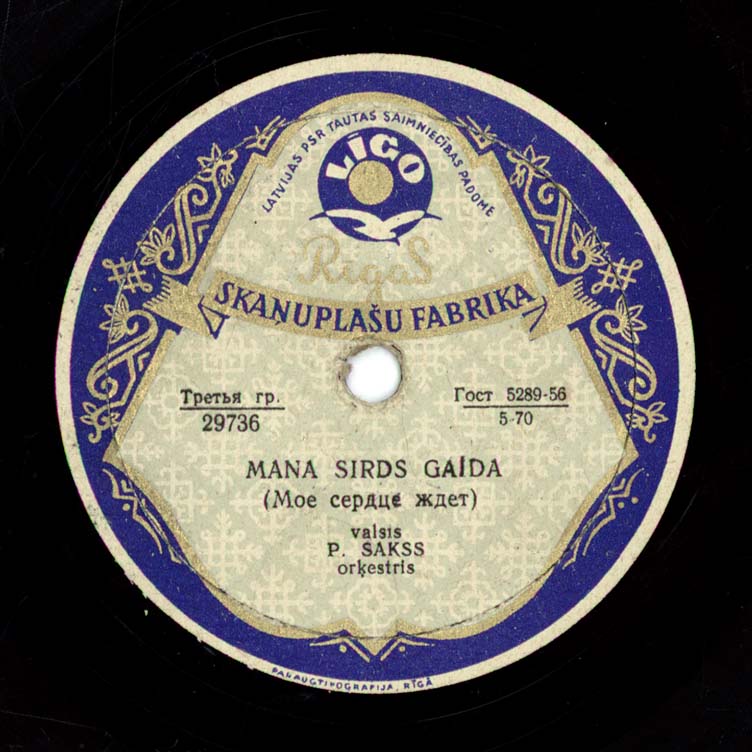 LATVIJAS PSR TAUTAS SAIMNIECĪBAS PADOME
LĪGO
Rīgas
SKAŅUPLAŠU FABRIKA
Третья гр.
29736
Гост 5289-56
5-70
MANA SIRDS GAIDA
(Мое сердце ждет)
valsis
P. SAKSS
orķestris
PARAUGTIPOGRAFIJA, RĪGĀ